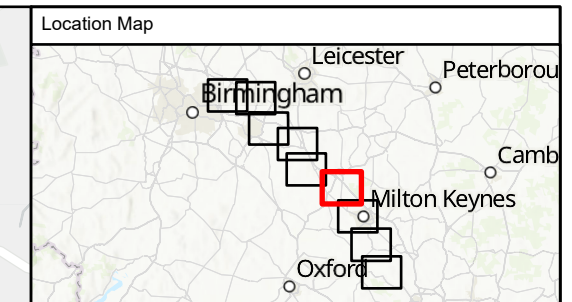 Location Map
Leicester
Peterborou
Birmingham
Camb
Milton Keynes
Oxford